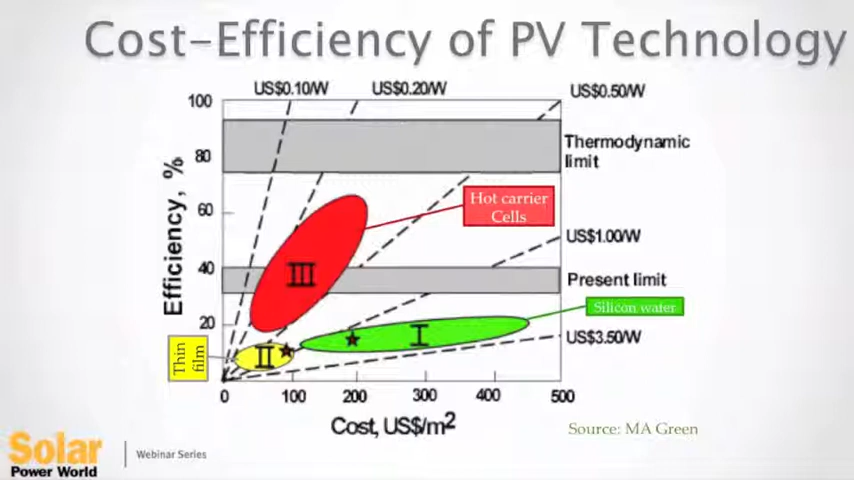 Cost-Efficiency of PV Technology
US$0.10/W
US$0.20/W
US$0.50/W
100
80
60
40
20
Efficiency, %
Thermodynamic
limit
Hot carrier
Cells
III
US$1.00/W
Present limit
Silicon water
US$3.50/W
Thin
film
II
I
0
100
200
300
400
500
Cost, US$/m²
Source: MA Green
Solar
Power World
Webinar Series